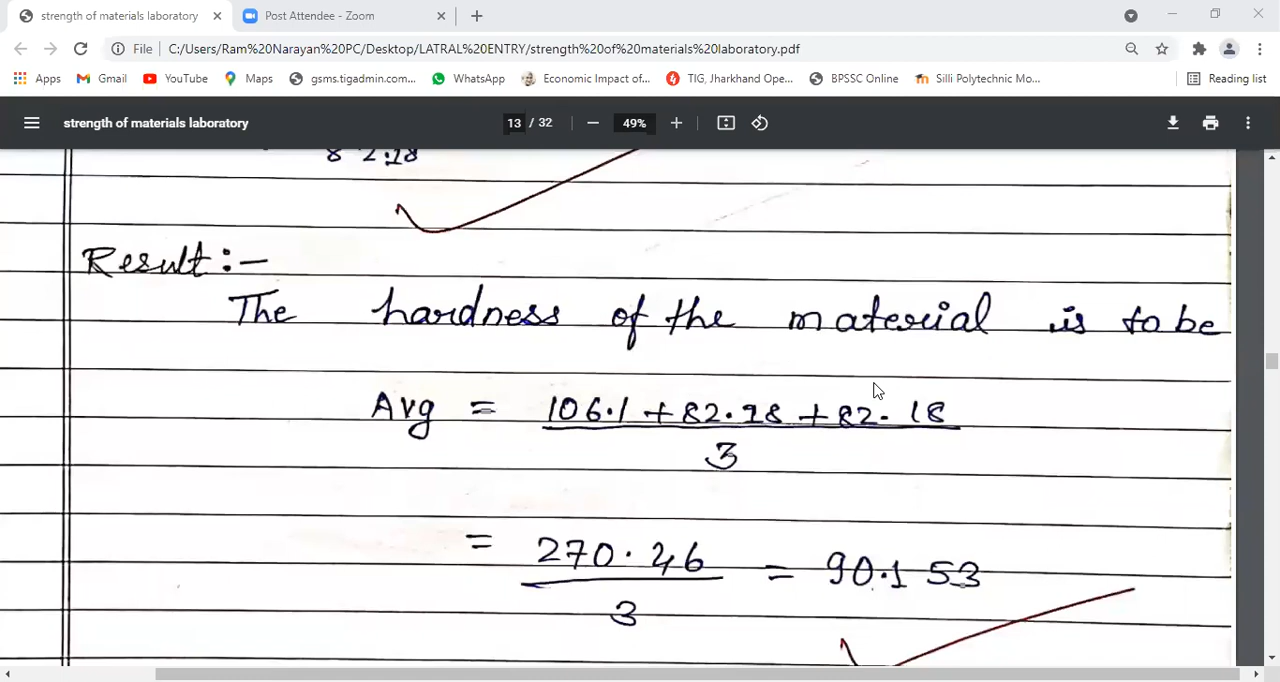 strength of materials laboratory
Post Attendee - Zoom
File C:/Users/Ram%20Narayan%20PC/Desktop/LATRAL%20ENTRY/strength%20of%20materials%20laboratory.pdf
Apps Gmail YouTube Maps gsms.tigadmin.com... WhatsApp Economic Impact of... TIG, Jharkhand Ope... BPSSC Online Silli Polytechnic Mo... Reading list
strength of materials laboratory 13 / 32 49%
82.18
Result:-
The hardness of the material is to be
Avg = 106.1 + 82.18 + 82.18
3
= 270.46 = 90.153
3